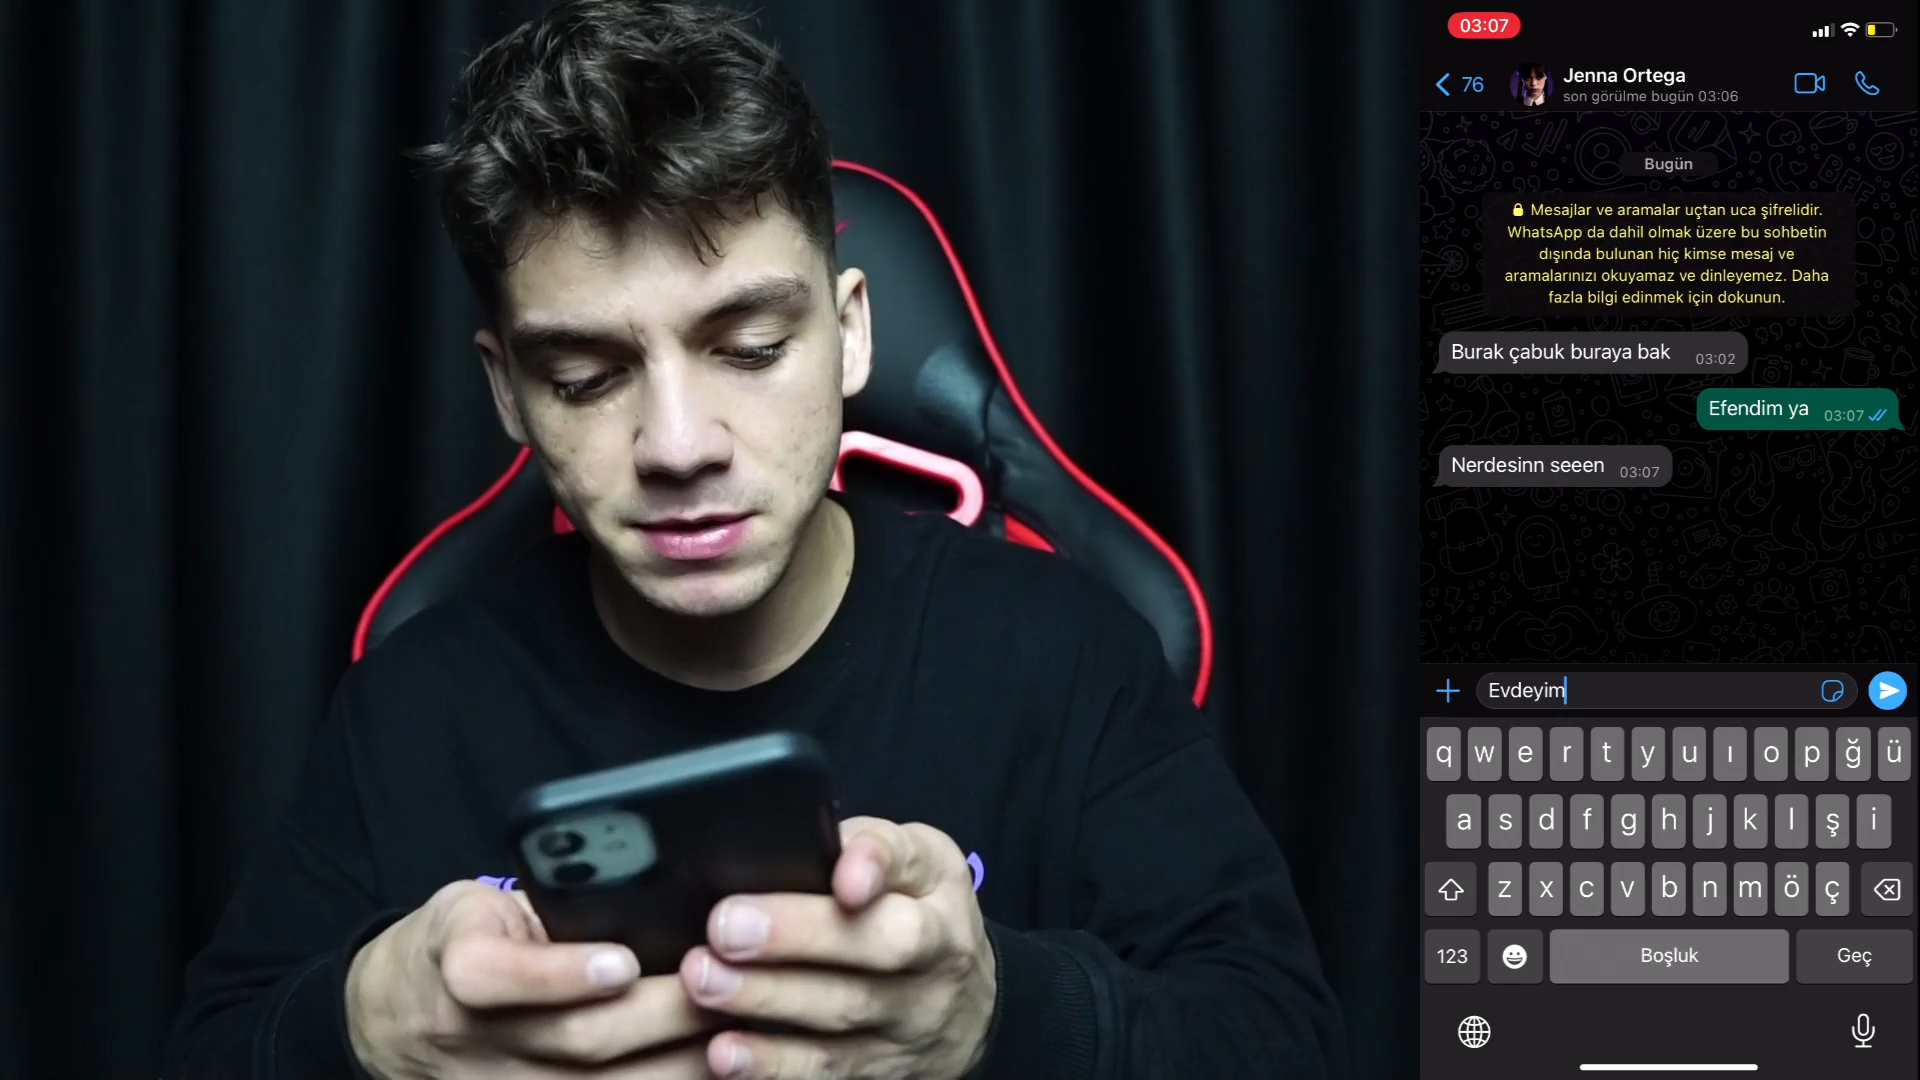 03:07
76
Jenna Ortega
son görülme bugün 03:06
Bugün
Mesajlar ve aramalar uçtan uca şifrelidir.
WhatsApp da dahil olmak üzere bu sohbetin
dışında bulunan hiç kimse mesaj ve
aramalarınızı okuyamaz ve dinleyemez. Daha
fazla bilgi edinmek için dokunun.
Burak çabuk buraya bak 03:02
Efendim ya 03:07
Nerdesinn seeen 03:07
Evdeyim
q w e r t y u ı o p ğ ü
a s d f g h j k l ş i
z x c v b n m ö ç
123 Boşluk Geç